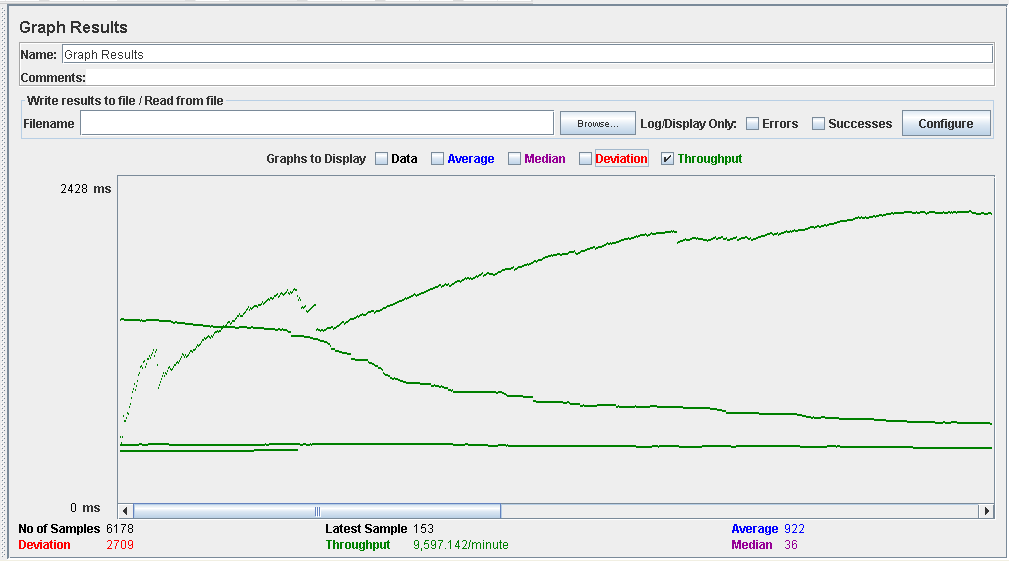 Graph Results
Name: Graph Results
Comments:
Write results to file / Read from file
Filename Browse... Log/Display Only: Errors Successes Configure
Graphs to Display Data Average Median Deviation Throughput
2428 ms
0 ms
No of Samples 6178 Latest Sample 153 Average 922
Deviation 2709 Throughput 9,597.142/minute Median 36